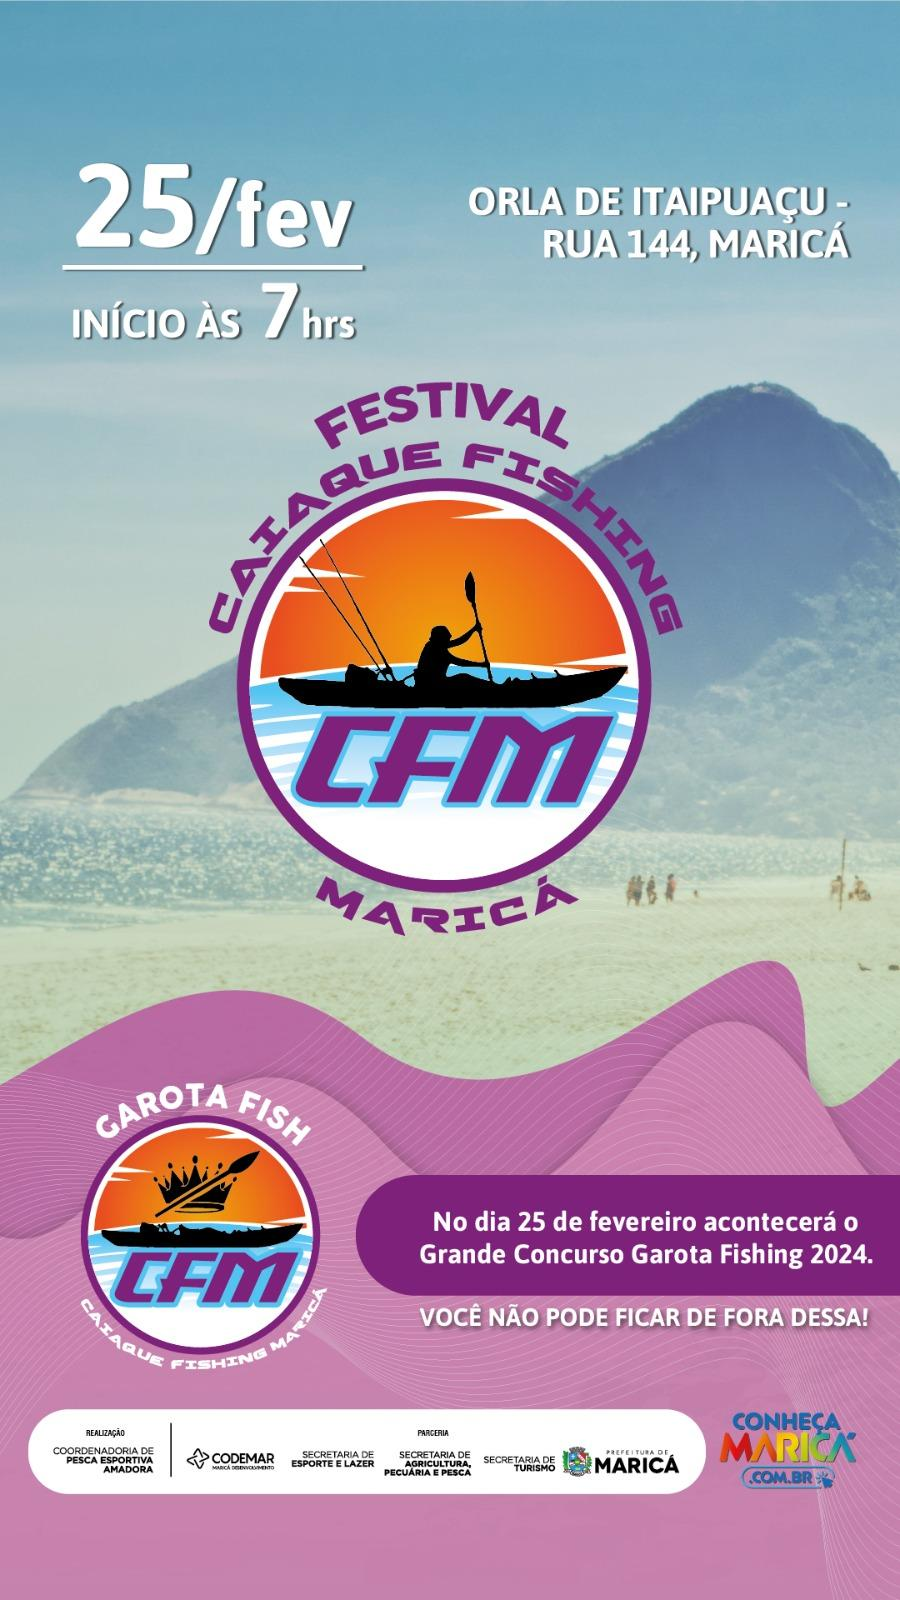 25/fev
INÍCIO ÀS 7hrs
ORLA DE ITAIPUAÇU -
RUA 144, MARICÁ
FESTIVAL
CAIAQUE FISHING
CFM
MARICÁ
GAROTA FISH
CFM
CAIAQUE FISHING MARICÁ
No dia 25 de fevereiro acontecerá o
Grande Concurso Garota Fishing 2024.
VOCÊ NÃO PODE FICAR DE FORA DESSA!
REALIZAÇÃO
COORDENADORIA DE
PESCA ESPORTIVA
AMADORA
CODEMAR
MARICÁ DESENVOLVIMENTO
PARCERIA
SECRETARIA DE
ESPORTE E LAZER
SECRETARIA DE
AGRICULTURA,
PECUÁRIA E PESCA
SECRETARIA DE
TURISMO
PREFEITURA DE
MARICÁ
CONHEÇA
MARICÁ
.COM.BR